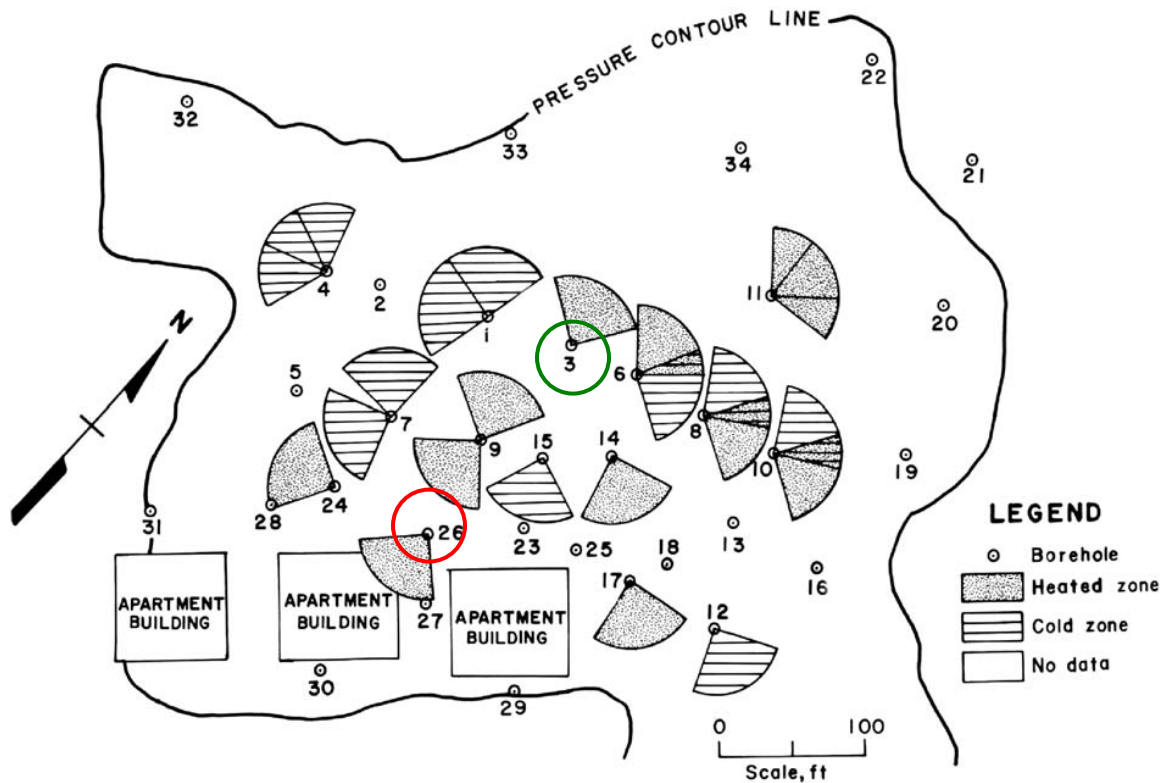 PRESSURE CONTOUR LINE
22
32
33
34
21
4
2
1
11
20
3
N
5
6
7
9
8
15
14
10
19
24
28
31
26
23
25
18
13
16
LEGEND
Borehole
Heated zone
Cold zone
No data
17
12
27
APARTMENT
BUILDING
APARTMENT
BUILDING
APARTMENT
BUILDING
30
29
0 100
Scale, ft